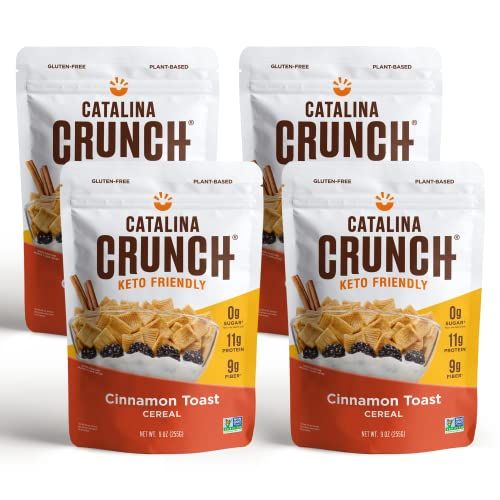 GLUTEN-FREE PLANT-BASED
CATALINA
CRUNCH®
GLUTEN-FREE PLANT-BASED
CATALINA
CRUNCH®
GLUTEN-FREE PLANT-BASED
CATALINA
CRUNCH®
KETO FRIENDLY
0g
SUGAR*
11g
PROTEIN
9g
FIBER*
Cinnamon Toast
CEREAL
NET WT. 9 OZ (255G)
GLUTEN-FREE PLANT-BASED
CATALINA
CRUNCH®
KETO FRIENDLY
0g
SUGAR*
11g
PROTEIN
9g
FIBER*
Cinnamon Toast
CEREAL
NET WT. 9 OZ (255G)